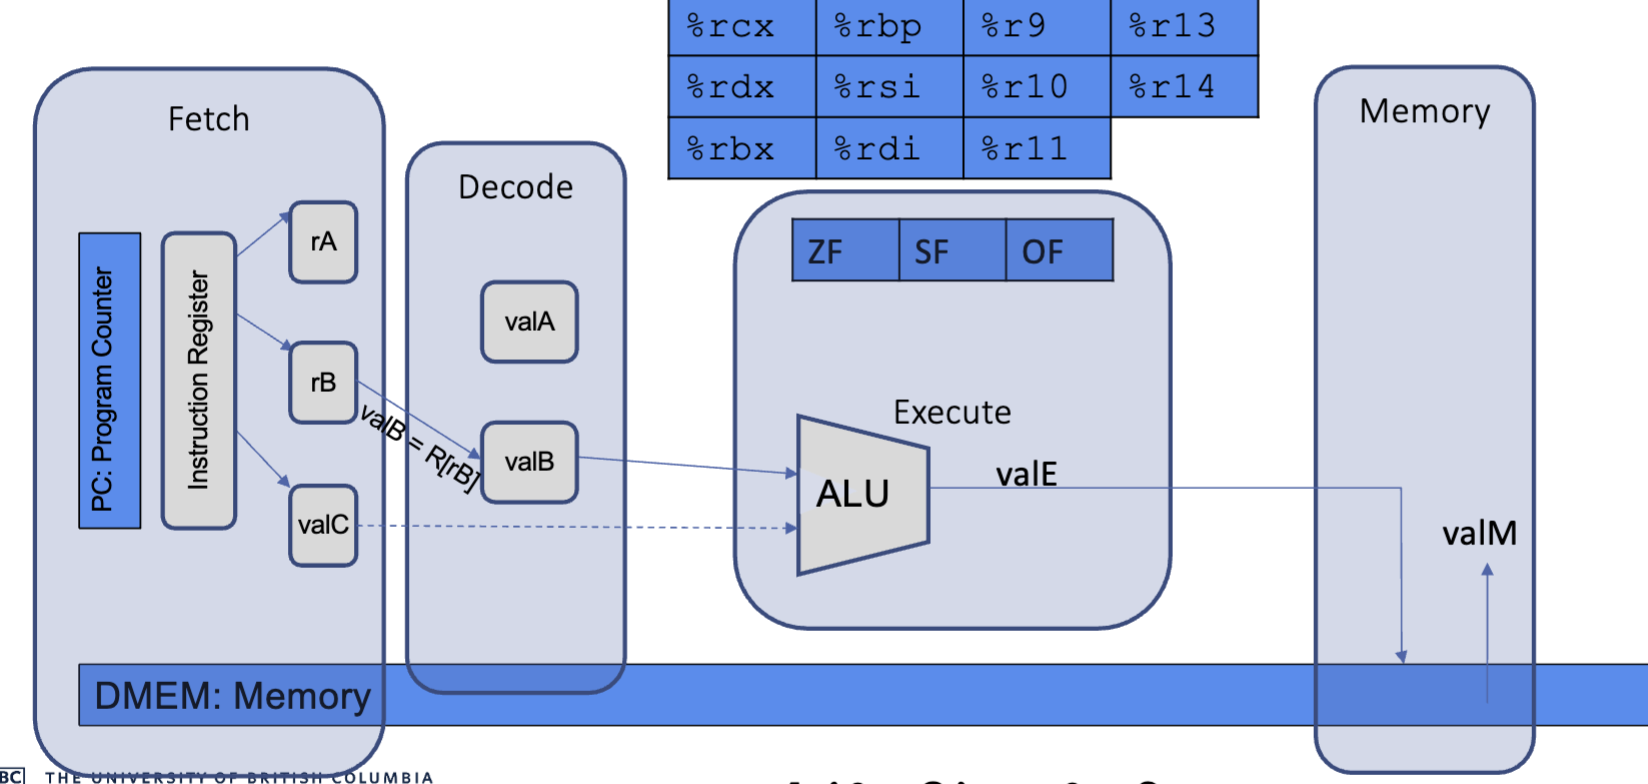 %rcx %rbp %r9 %r13
%rdx %rsi %r10 %r14
%rbx %rdi %r11
Fetch
PC: Program Counter
Instruction Register
rA
rB
valC
Decode
valA
valB = R[rB]
valB
ZF SF OF
Execute
ALU
valE
Memory
valM
DMEM: Memory
BC THE UNIVERSITY OF BRITISH COLUMBIA